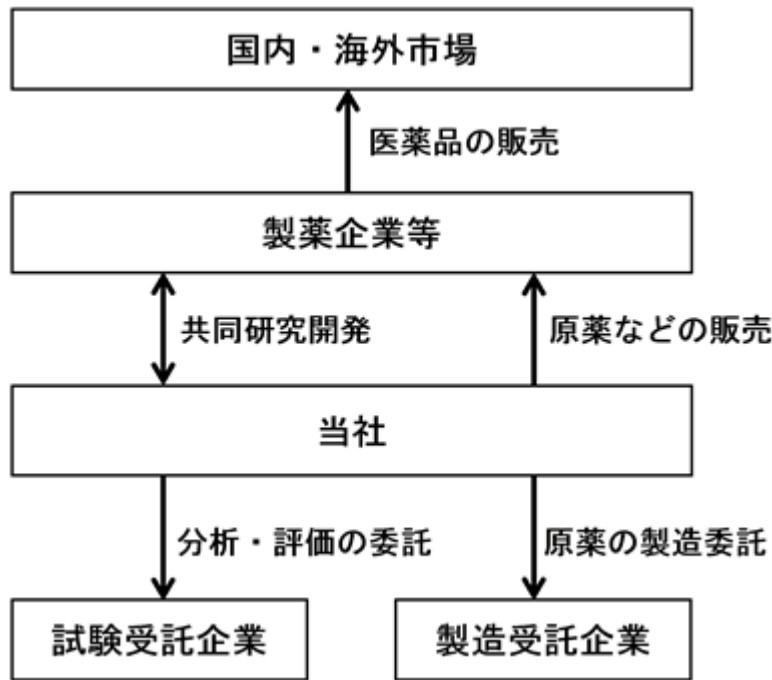 国内・海外市場
医薬品の販売
製薬企業等
共同研究開発
原薬などの販売
当社
分析・評価の委託
原薬の製造委託
試験受託企業
製造受託企業